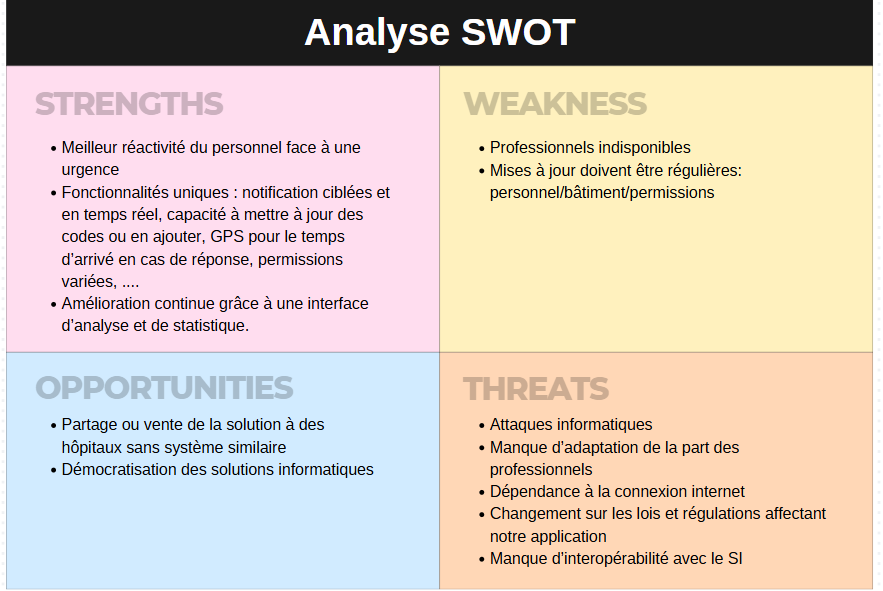 Analyse SWOT
STRENGTHS
• Meilleur réactivité du personnel face à une
urgence
• Fonctionnalités uniques : notification ciblées et
en temps réel, capacité à mettre à jour des
codes ou en ajouter, GPS pour le temps
d’arrivé en cas de réponse, permissions
variées, ....
• Amélioration continue grâce à une interface
d’analyse et de statistique.
WEAKNESS
• Professionnels indisponibles
• Mises à jour doivent être régulières:
personnel/bâtiment/permissions
OPPORTUNITIES
• Partage ou vente de la solution à des
hôpitaux sans système similaire
• Démocratisation des solutions informatiques
THREATS
• Attaques informatiques
• Manque d’adaptation de la part des
professionnels
• Dépendance à la connexion internet
• Changement sur les lois et régulations affectant
notre application
• Manque d’interopérabilité avec le SI